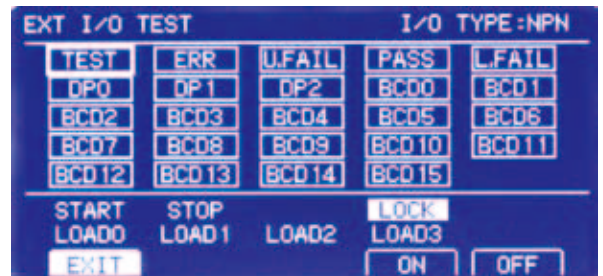 EXT I/O TEST I/O TYPE:NPN
TEST ERR U.FAIL PASS L.FAIL
DP0 DP1 DP2 BCD0 BCD1
BCD2 BCD3 BCD4 BCD5 BCD6
BCD7 BCD8 BCD9 BCD10 BCD11
BCD12 BCD13 BCD14 BCD15
START STOP LOCK
LOAD0 LOAD1 LOAD2 LOAD3
EXIT ON OFF